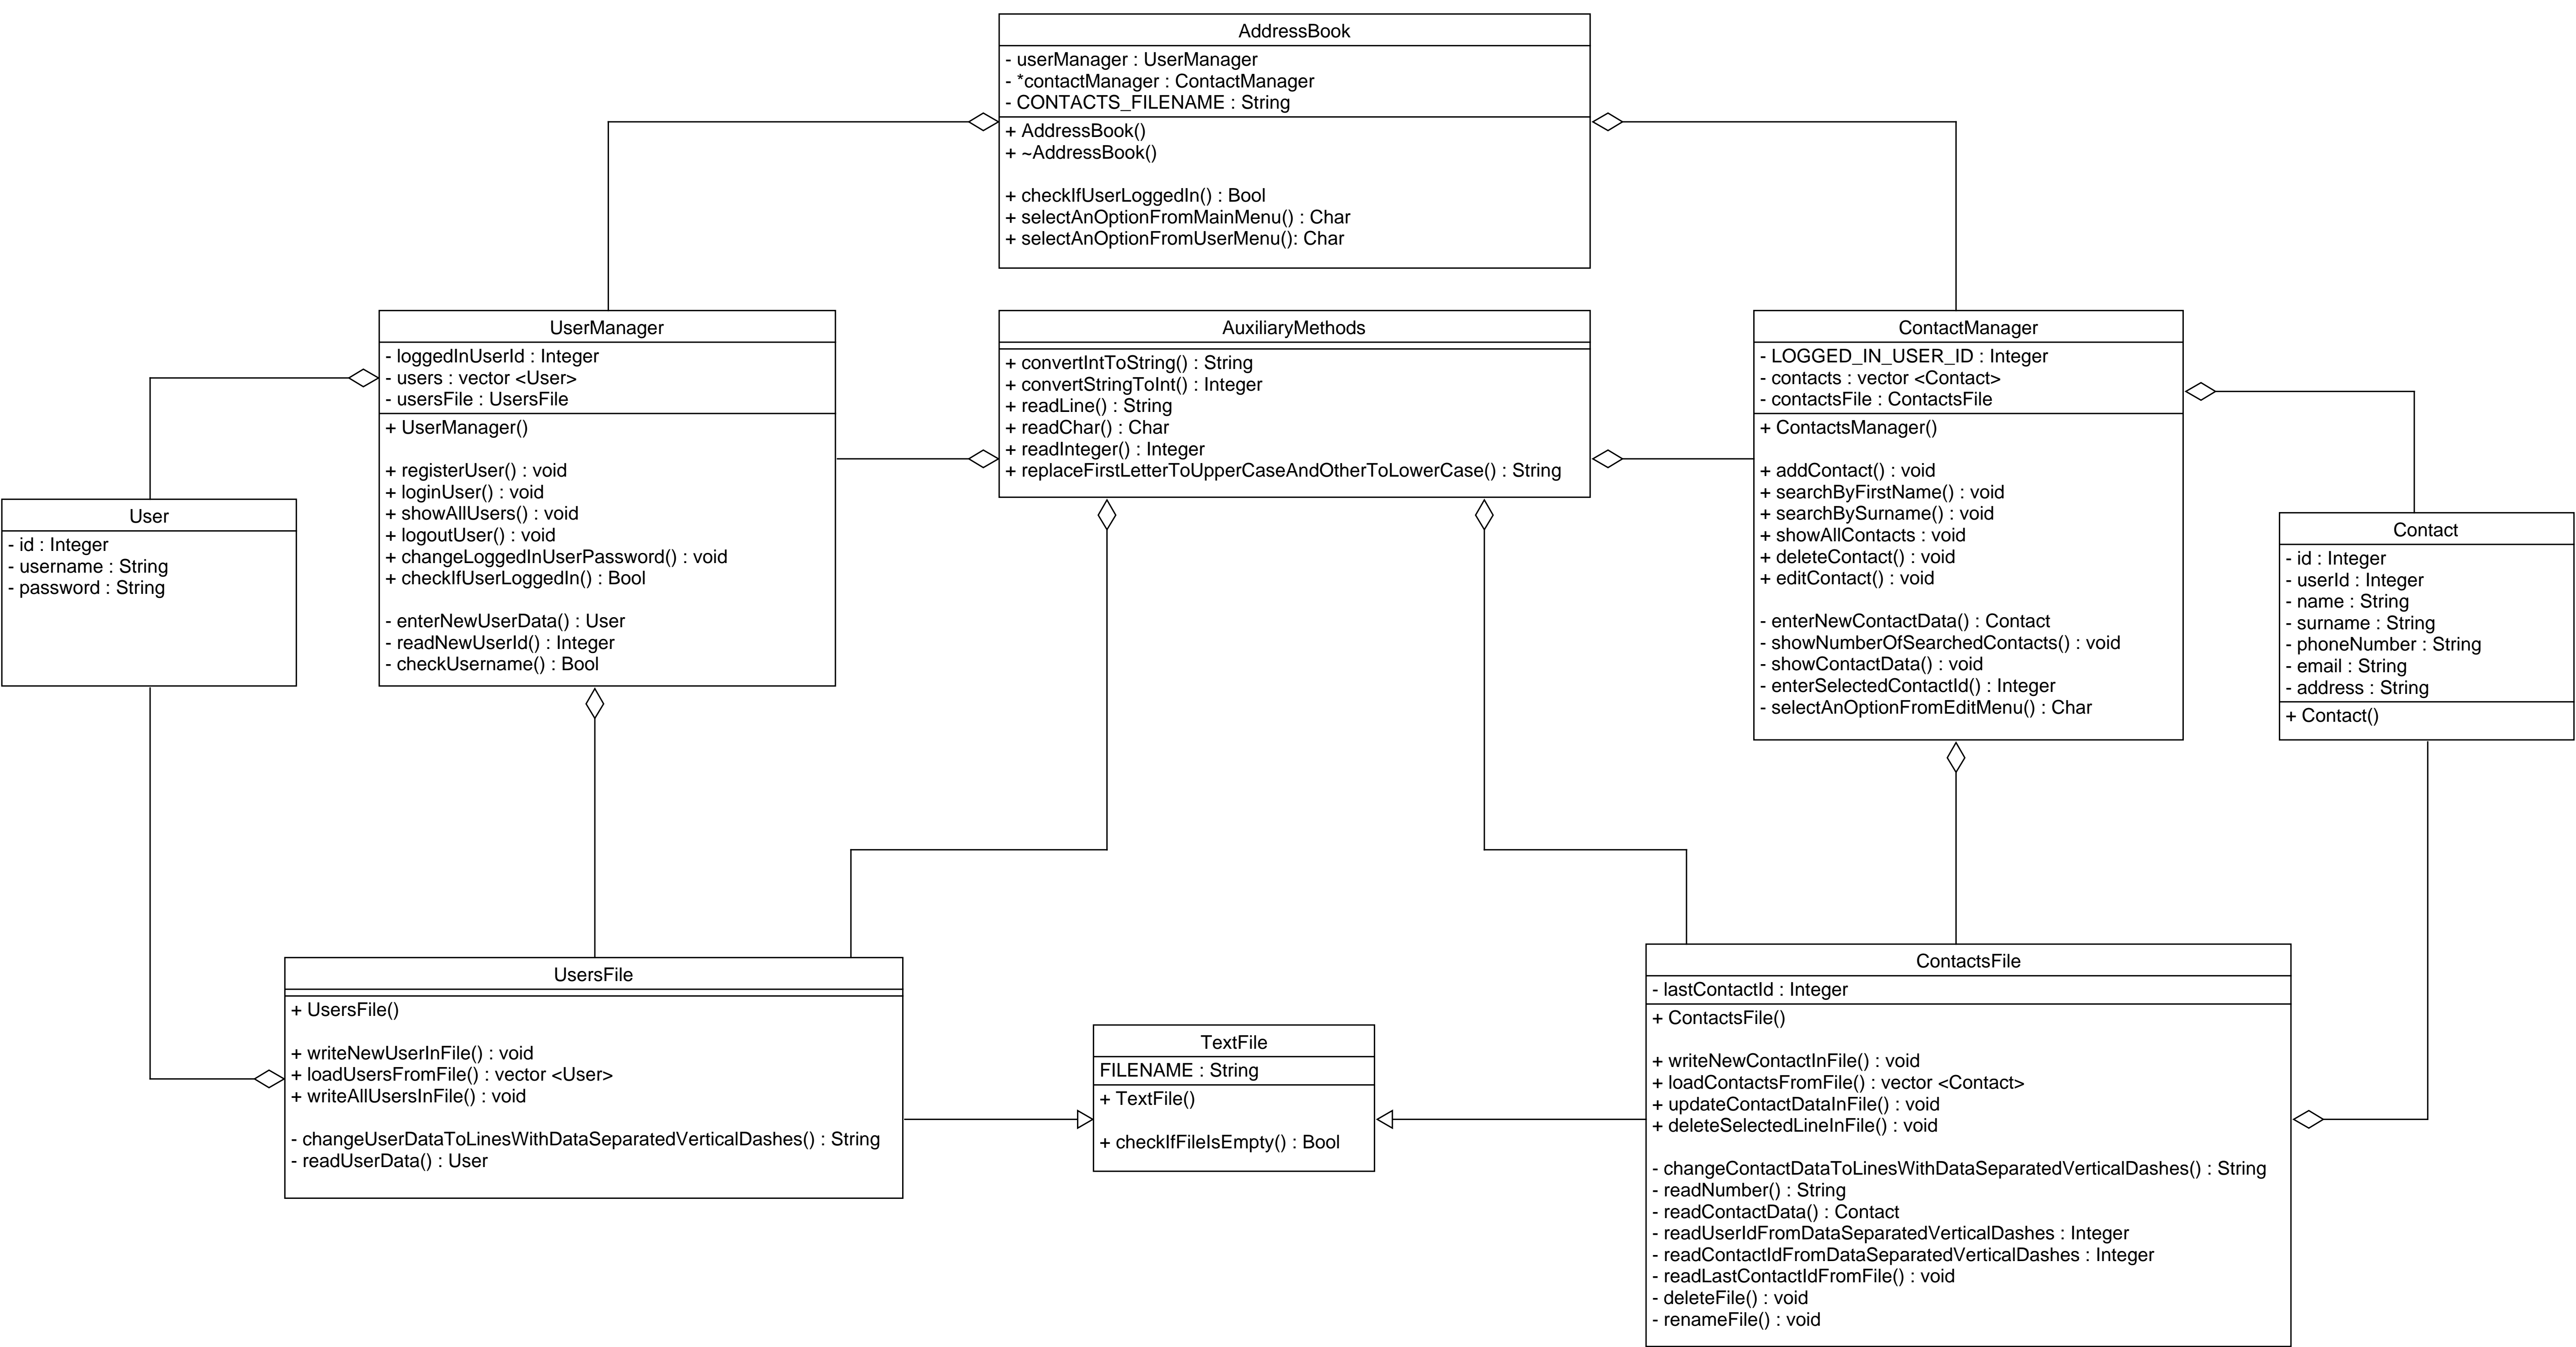 AddressBook
- userManager : UserManager
- *contactManager : ContactManager
- CONTACTS_FILENAME : String
+ AddressBook()
+ ~AddressBook()
+ checkIfUserLoggedIn() : Bool
+ selectAnOptionFromMainMenu() : Char
+ selectAnOptionFromUserMenu(): Char
UserManager
- loggedInUserId : Integer
- users : vector <User>
- usersFile : UsersFile
+ UserManager()
+ registerUser() : void
+ loginUser() : void
+ showAllUsers() : void
+ logoutUser() : void
+ changeLoggedInUserPassword() : void
+ checkIfUserLoggedIn() : Bool
- enterNewUserData() : User
- readNewUserId() : Integer
- checkUsername() : Bool
AuxiliaryMethods
+ convertIntToString() : String
+ convertStringToInt() : Integer
+ readLine() : String
+ readChar() : Char
+ readInteger() : Integer
+ replaceFirstLetterToUpperCaseAndOtherToLowerCase() : String
ContactManager
- LOGGED_IN_USER_ID : Integer
- contacts : vector <Contact>
- contactsFile : ContactsFile
+ ContactsManager()
+ addContact() : void
+ searchByFirstName() : void
+ searchBySurname() : void
+ showAllContacts : void
+ deleteContact() : void
+ editContact() : void
- enterNewContactData() : Contact
- showNumberOfSearchedContacts() : void
- showContactData() : void
- enterSelectedContactId() : Integer
- selectAnOptionFromEditMenu() : Char
User
- id : Integer
- username : String
- password : String
Contact
- id : Integer
- userId : Integer
- name : String
- surname : String
- phoneNumber : String
- email : String
- address : String
+ Contact()
UsersFile
+ UsersFile()
+ writeNewUserInFile() : void
+ loadUsersFromFile() : vector <User>
+ writeAllUsersInFile() : void
- changeUserDataToLinesWithDataSeparatedVerticalDashes() : String
- readUserData() : User
TextFile
FILENAME : String
+ TextFile()
+ checkIfFileIsEmpty() : Bool
ContactsFile
- lastContactId : Integer
+ ContactsFile()
+ writeNewContactInFile() : void
+ loadContactsFromFile() : vector <Contact>
+ updateContactDataInFile() : void
+ deleteSelectedLineInFile() : void
- changeContactDataToLinesWithDataSeparatedVerticalDashes() : String
- readNumber() : String
- readContactData() : Contact
- readUserIdFromDataSeparatedVerticalDashes : Integer
- readContactIdFromDataSeparatedVerticalDashes : Integer
- readLastContactIdFromFile() : void
- deleteFile() : void
- renameFile() : void